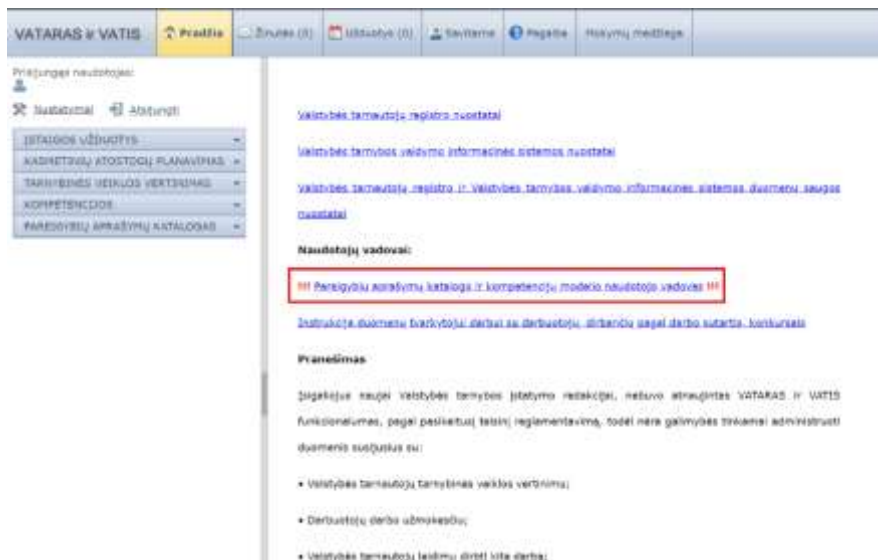 VATARAS ir VATIS Pradžia Žinutės (0) Užduotys (0) Savitarna Pagalba Mokymų medžiaga
Prisijungęs naudotojas:
Nustatymai Atsijungti
ĮSTAIGOS UŽDUOTYS
KASMETINIŲ ATOSTOGŲ PLANAVIMAS
TARNYBINĖS VEIKLOS VERTINIMAS
KOMPETENCIJOS
PAREIGYBIŲ APRAŠYMŲ KATALOGAS
Valstybės tarnautojų registro nuostatai
Valstybės tarnybos valdymo informacinės sistemos nuostatai
Valstybės tarnautojų registro ir Valstybės tarnybos valdymo informacinės sistemos duomenų saugos
nuostatai
Naudotojų vadovai:
!!! Pareigybių aprašymų katalogo ir kompetencijų modelio naudotojo vadovas !!!
Instrukcija duomenų tvarkytojui darbui su darbuotojų, dirbančių pagal darbo sutartis, konkursais
Pranešimas
Įsigaliojus naujai Valstybės tarnybos įstatymo redakcijai, nebuvo atnaujintas VATARAS ir VATIS
funkcionalumas, pagal pasikeitusį teisinį reglamentavimą, todėl nėra galimybės tinkamai administruoti
duomenis susijusius su:
• Valstybės tarnautojų tarnybinės veiklos vertinimu;
• Darbuotojų darbo užmokesčiu;
• Valstybės tarnautojų leidimu dirbti kitą darbą;